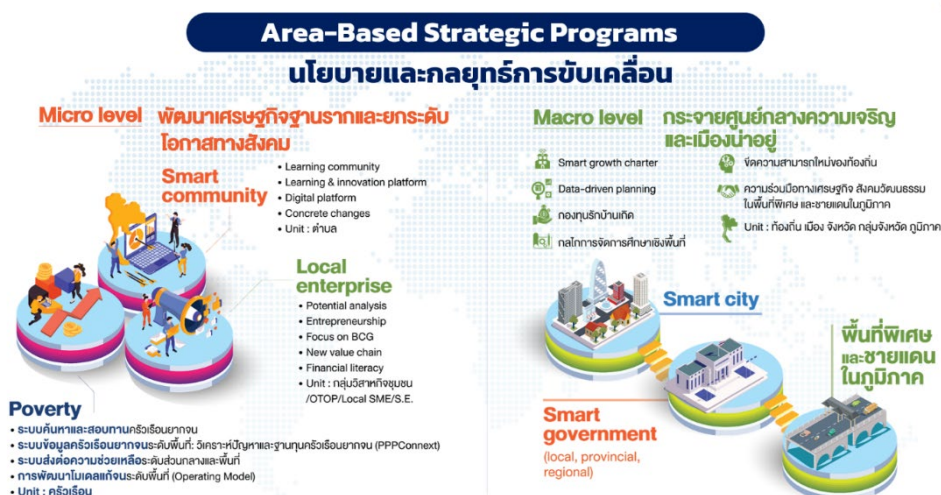 Area-Based Strategic Programs
นโยบายและกลยุทธ์การขับเคลื่อน
Micro level พัฒนาเศรษฐกิจฐานรากและยกระดับ
โอกาสทางสังคม
Smart
community
• Learning community
• Learning & innovation platform
• Digital platform
• Concrete changes
• Unit : ตำบล
Local
enterprise
• Potential analysis
• Entrepreneurship
• Focus on BCG
• New value chain
• Financial literacy
• Unit : กลุ่มวิสาหกิจชุมชน
/OTOP/Local SME/S.E.
Poverty
• ระบบค้นหาและสอบทานครัวเรือนยากจน
• ระบบข้อมูลครัวเรือนยากจนระดับพื้นที่: วิเคราะห์ปัญหาและฐานทุนครัวเรือนยากจน (PPPConnext)
• ระบบส่งต่อความช่วยเหลือระดับส่วนกลางและพื้นที่
• การพัฒนาโมเดลแก้จนระดับพื้นที่ (Operating Model)
• Unit : ครัวเรือน
Macro level กระจายศูนย์กลางความเจริญ
และเมืองน่าอยู่
Smart growth charter
Data-driven planning
กองทุนรักบ้านเกิด
กลไกการจัดการศึกษาเชิงพื้นที่
ขีดความสามารถใหม่ของท้องถิ่น
ความร่วมมือทางเศรษฐกิจ สังคมวัฒนธรรม
ในพื้นที่พิเศษ และชายแดนในภูมิภาค
Unit : ท้องถิ่น เมือง จังหวัด กลุ่มจังหวัด ภูมิภาค
Smart city
Smart
government
(local, provincial,
regional)
พื้นที่พิเศษ
และชายแดน
ในภูมิภาค